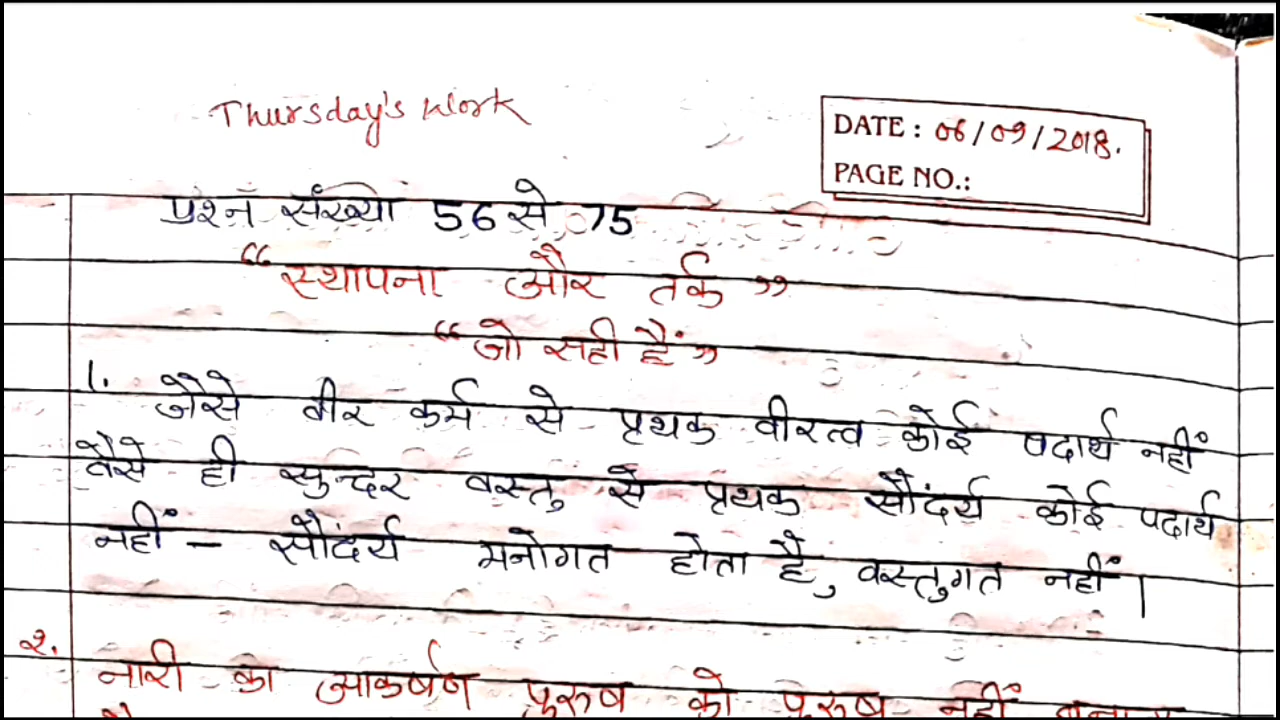 Thursday's Work
DATE : 06/09/2018.
PAGE NO.:
प्रश्न संख्या 56 से 75
“स्थापना और तर्क”
“जो सही हैं”
1. जैसे वीर कर्म से पृथक वीरत्व कोई पदार्थ नहीं
वैसे ही सुन्दर वस्तु से पृथक सौंदर्य कोई पदार्थ
नहीं - सौंदर्य मनोगत होता है, वस्तुगत नहीं।
२. नारी का आकर्षण पुरुष को पुरुष नहीं